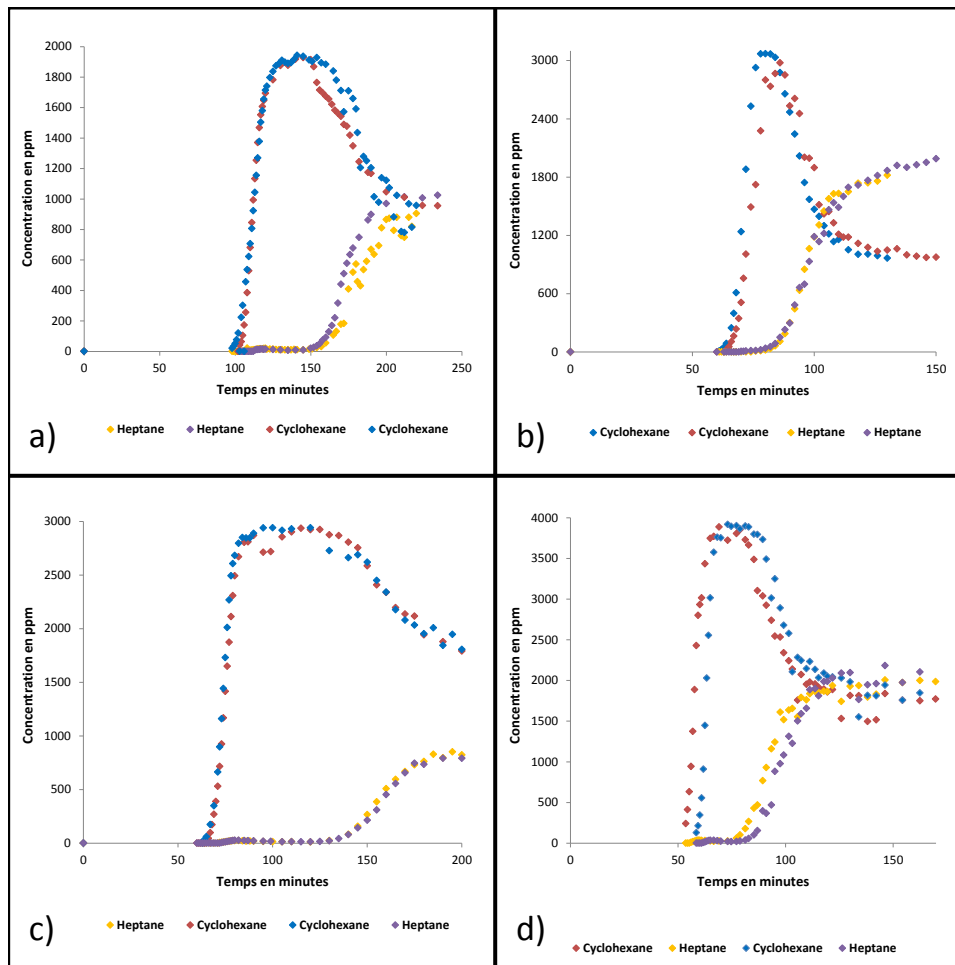 2000
1800
1600
1400
1200
1000
800
600
400
200
0
Concentration en ppm
0 50 100 150 200 250
Temps en minutes
a)
Heptane Heptane Cyclohexane Cyclohexane
3000
2400
1800
1200
600
0
Concentration en ppm
0 50 100 150
Temps en minutes
b)
Cyclohexane Cyclohexane Heptane Heptane
3000
2500
2000
1500
1000
500
0
Concentration en ppm
0 50 100 150 200
Temps en minutes
c)
Heptane Cyclohexane Cyclohexane Heptane
4000
3500
3000
2500
2000
1500
1000
500
0
Concentration en ppm
0 50 100 150
Temps en minutes
d)
Cyclohexane Heptane Cyclohexane Heptane